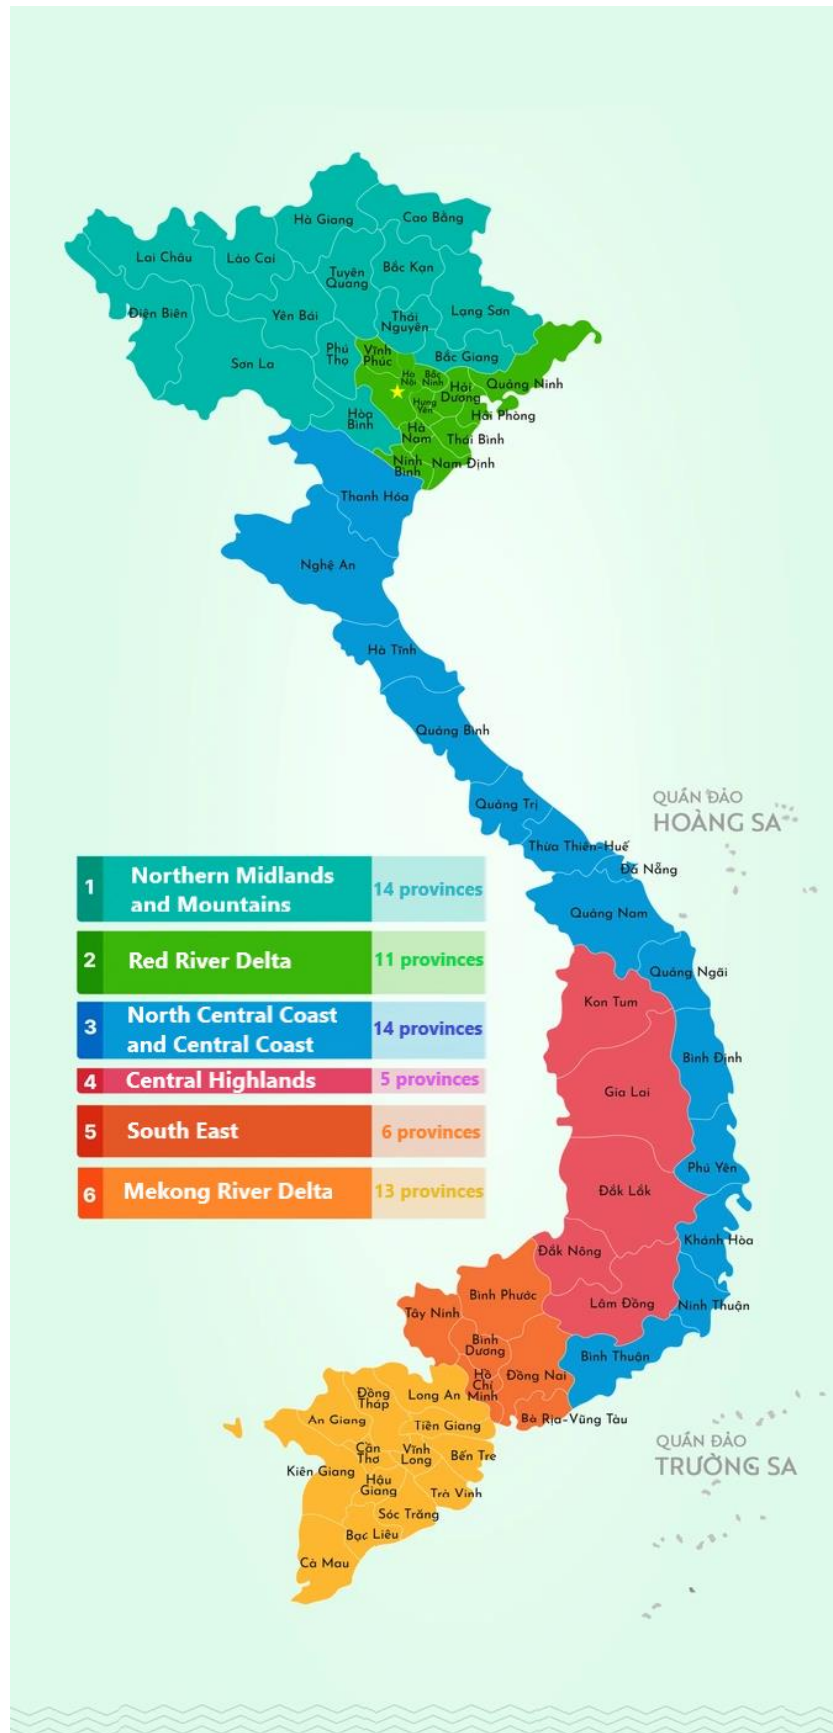 Hà Giang
Cao Bằng
Lai Châu
Lào Cai
Bắc Kạn
Tuyên
Quang
Điện Biên
Yên Bái
Thái
Nguyên
Lạng Sơn
Phú
Thọ
Vĩnh
Phúc
Bắc Giang
Sơn La
Hà
Nội
Bắc
Ninh
Hải
Dương
Quảng Ninh
Hưng
Yên
Hải Phòng
Hòa
Bình
Hà
Nam
Thái Bình
Ninh
Bình
Nam Định
Thanh Hóa
Nghệ An
Hà Tĩnh
Quảng Bình
Quảng Trị
QUẦN ĐẢO
HOÀNG SA
Thừa Thiên-Huế
Đà Nẵng
1
Northern Midlands
and Mountains
14 provinces
2
Red River Delta
11 provinces
3
North Central Coast
and Central Coast
14 provinces
4
Central Highlands
5 provinces
5
South East
6 provinces
6
Mekong River Delta
13 provinces
Quảng Nam
Quảng Ngãi
Kon Tum
Bình Định
Gia Lai
Phú Yên
Đắk Lắk
Khánh Hòa
Đắk Nông
Lâm Đồng
Ninh Thuận
Bình Phước
Tây Ninh
Bình
Dương
Bình Thuận
Hồ
Chí
Minh
Đồng Nai
Bà Rịa-Vũng Tàu
Đồng
Tháp
Long An
An Giang
Tiền Giang
Cần
Thơ
Vĩnh
Long
Bến Tre
Kiên Giang
Hậu
Giang
Trà Vinh
Sóc Trăng
Bạc Liêu
Cà Mau
QUẦN ĐẢO
TRƯỜNG SA